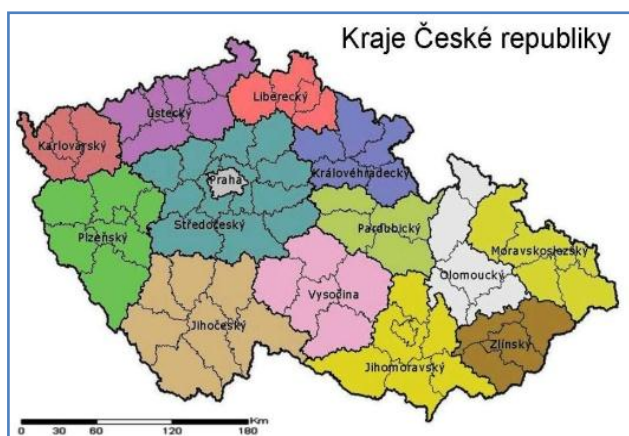 Kraje České republiky
Liberecký
Ústecký
Karlovarský
Královéhradecký
Praha
Středočeský
Pardubický
Plzeňský
Moravskoslezský
Olomoucký
Vysočina
Jihočeský
Zlínský
Jihomoravský
Km
0 30 60 120 180